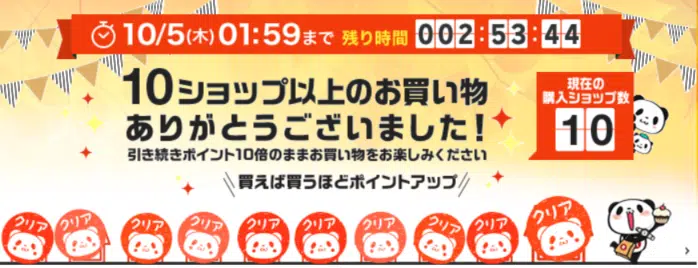 10/5(木)01:59まで 残り時間 002:53:44
10ショップ以上のお買い物
ありがとうございました!
引き続きポイント10倍のままお買い物をお楽しみください
買えば買うほどポイントアップ
現在の
購入ショップ数
10
クリア クリア クリア クリア クリア クリア クリア クリア クリア